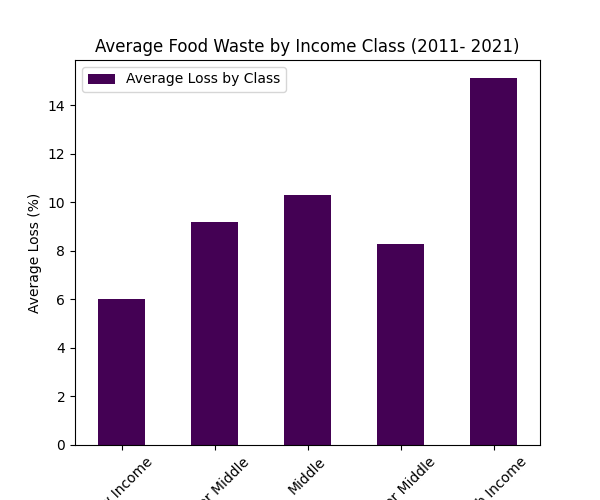 Average Food Waste by Income Class (2011- 2021)
Average Loss by Class
Average Loss (%)
14
12
10
8
6
4
2
0
Income
Middle
Middle
Middle
Income